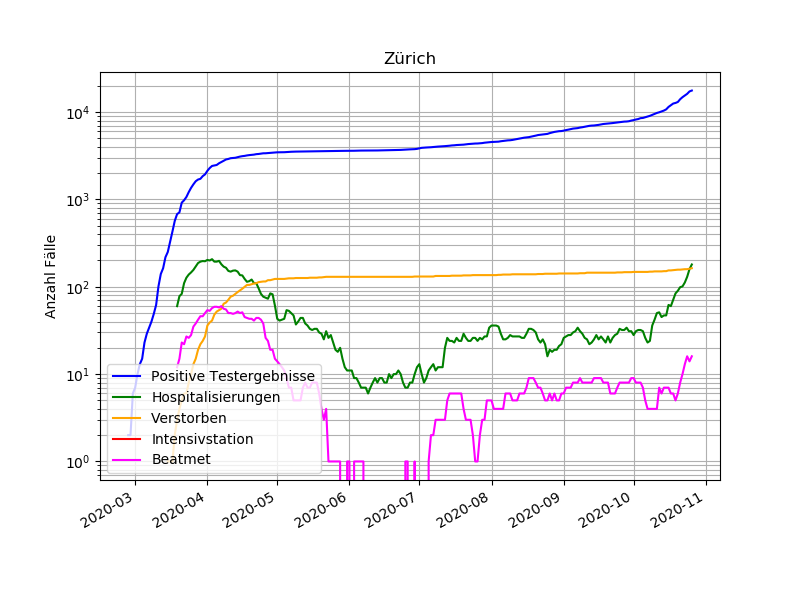 Zürich
Anzahl Fälle
10⁴
10³
10²
10¹
10⁰
Positive Testergebnisse
Hospitalisierungen
Verstorben
Intensivstation
Beatmet
2020-03
2020-04
2020-05
2020-06
2020-07
2020-08
2020-09
2020-10
2020-11